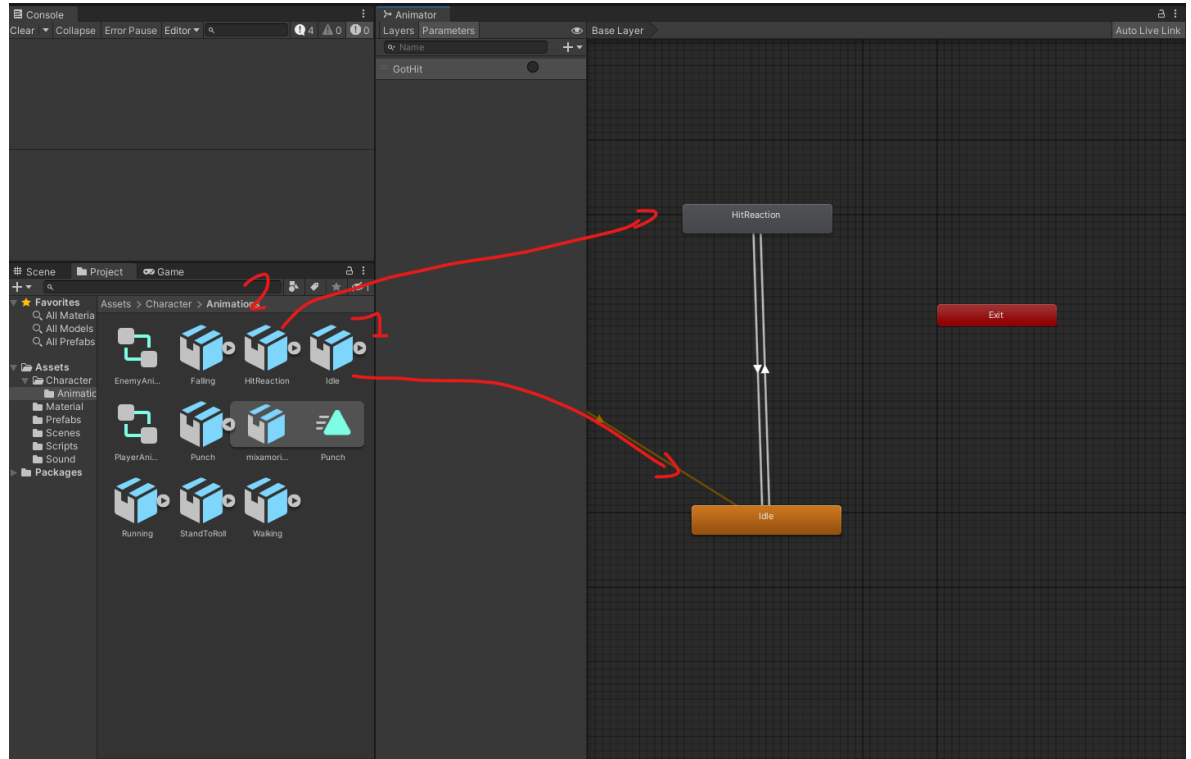 Console
Clear Collapse Error Pause Editor 4 0 0
Scene Project Game
1
Favorites
All Materia
All Models
All Prefabs
Assets
Character
Animatic
Material
Prefabs
Scenes
Scripts
Sound
Packages
Assets > Character > Animations
2
1
EnemyAni... Falling HitReaction Idle
PlayerAni... Punch mixamori... Punch
Running StandToRoll Walking
Animator
Layers Parameters
Name
GotHit
Base Layer
Auto Live Link
HitReaction
Exit
Idle